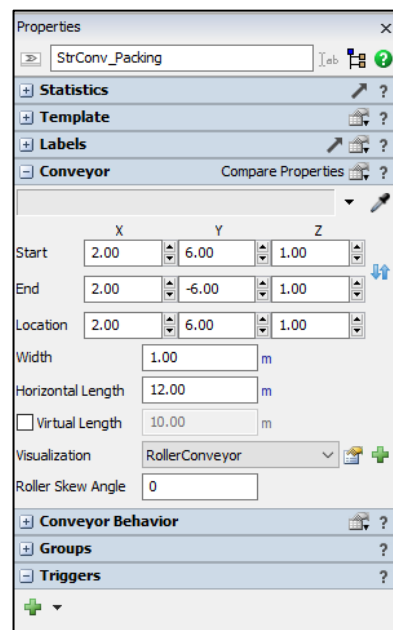 Properties
StrConv_Packing
Statistics ?
Template ?
Labels ?
Conveyor Compare Properties ?
X Y Z
Start 2.00 6.00 1.00
End 2.00 -6.00 1.00
Location 2.00 6.00 1.00
Width 1.00 m
Horizontal Length 12.00 m
Virtual Length 10.00 m
Visualization RollerConveyor
Roller Skew Angle 0
Conveyor Behavior ?
Groups ?
Triggers ?